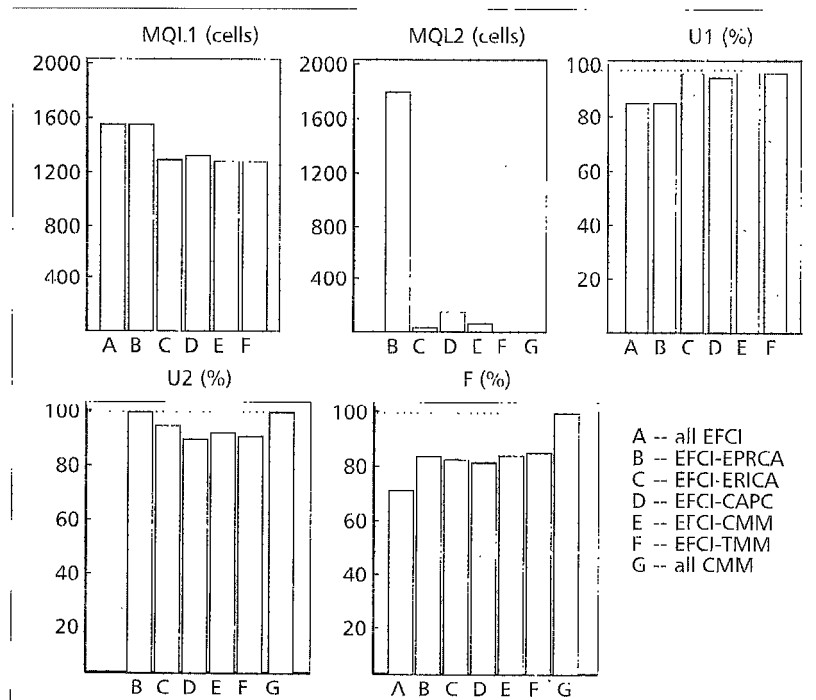 MQL1 (cells)
2000
1600
1200
800
400
A B C D E F
MQL2 (cells)
2000
1600
1200
800
400
B C D E F G
U1 (%)
100
80
60
40
20
A B C D E F
U2 (%)
100
80
60
40
20
B C D E F G
F (%)
100
80
60
40
20
A B C D E F G
A -- all EFCI
B -- EFCI-EPRCA
C -- EFCI-ERICA
D -- EFCI-CAPC
E -- EFCI-CMM
F -- EFCI-TMM
G -- all CMM